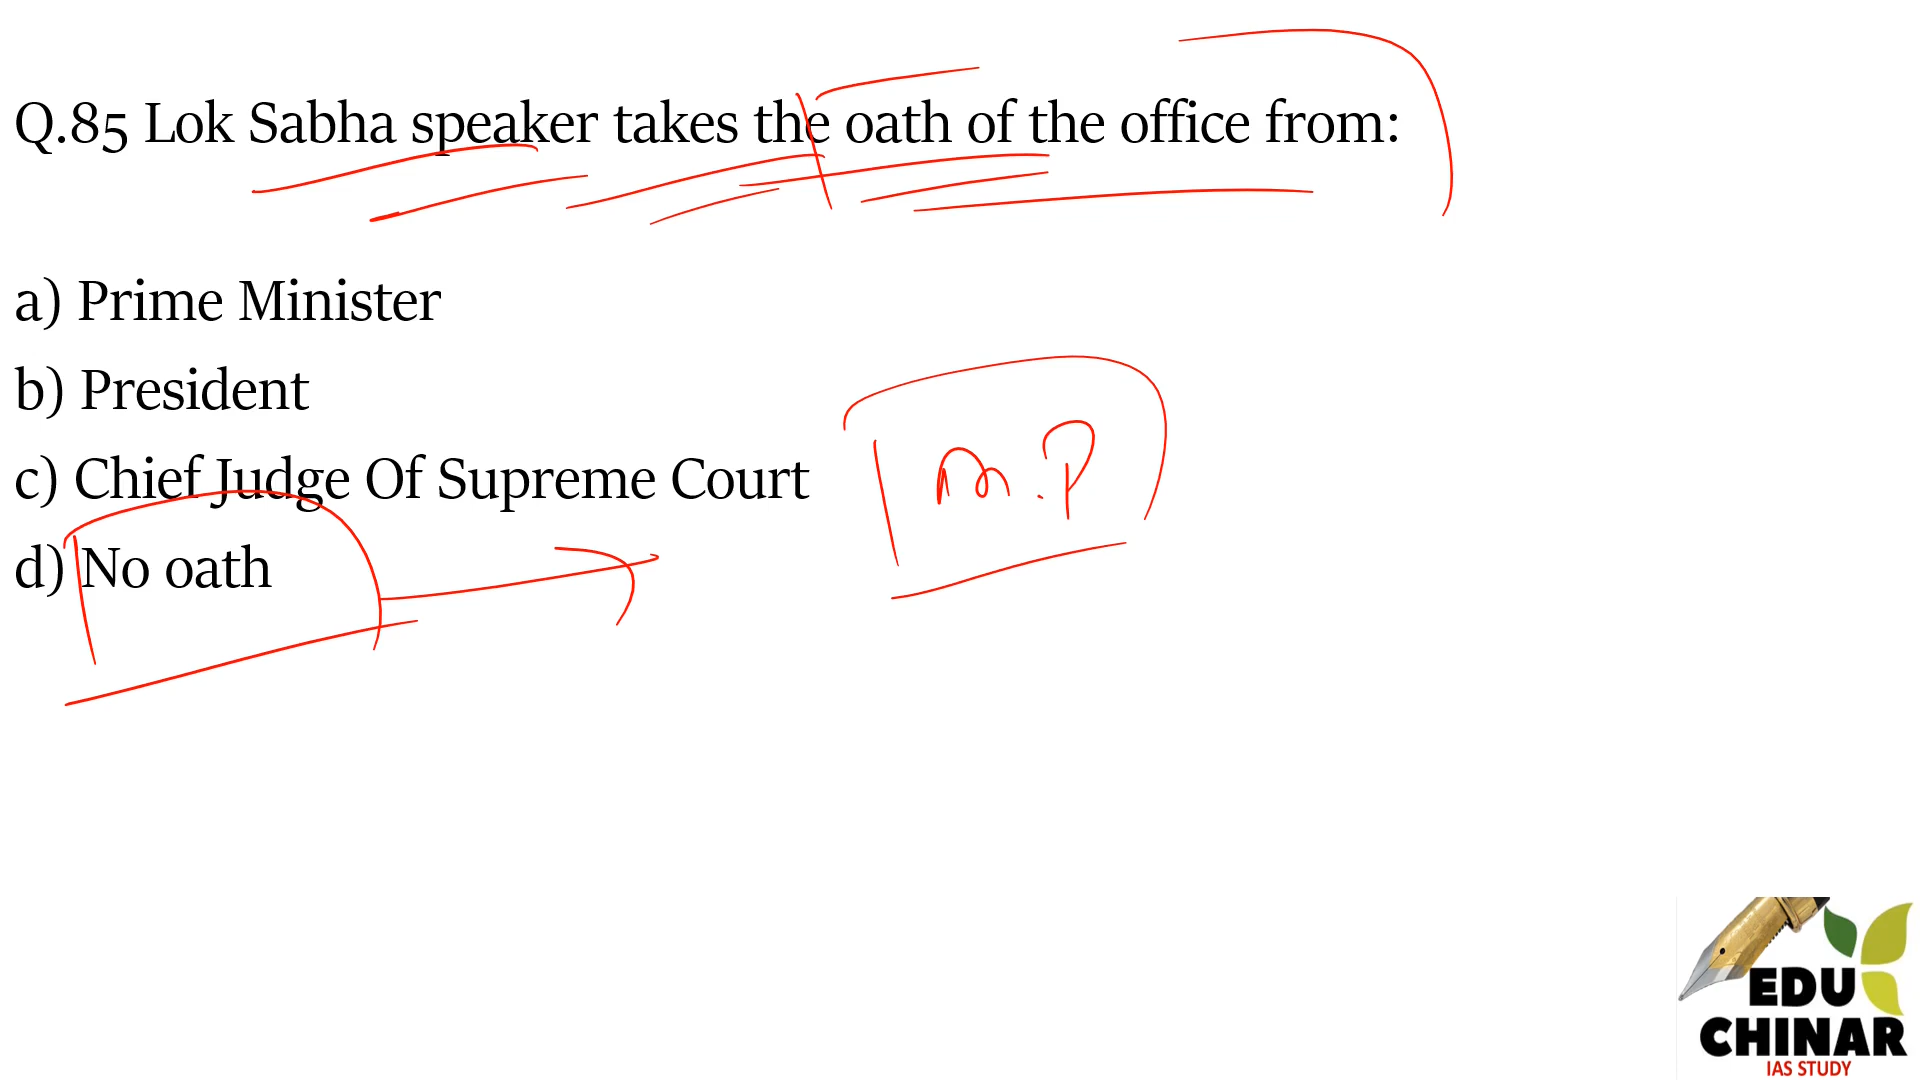 Q.85 Lok Sabha speaker takes the oath of the office from:
a) Prime Minister
b) President
c) Chief Judge Of Supreme Court
M.P
d) No oath
EDU
CHINAR
IAS STUDY